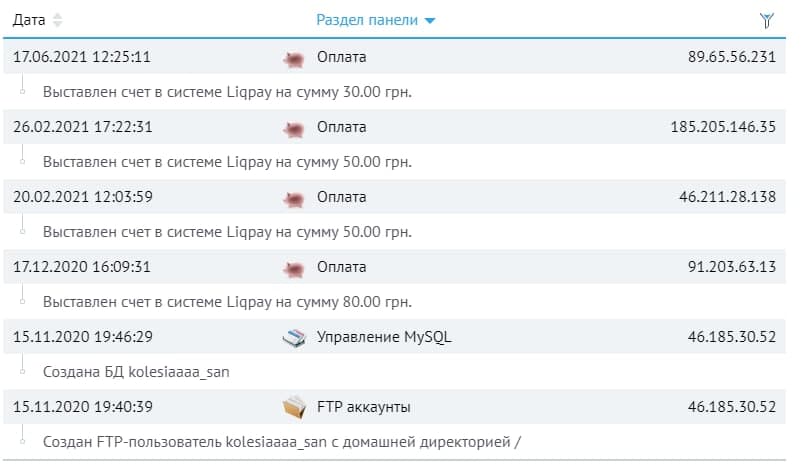 Дата Раздел панели
17.06.2021 12:25:11 Оплата 89.65.56.231
Выставлен счет в системе Liqpay на сумму 30.00 грн.
26.02.2021 17:22:31 Оплата 185.205.146.35
Выставлен счет в системе Liqpay на сумму 50.00 грн.
20.02.2021 12:03:59 Оплата 46.211.28.138
Выставлен счет в системе Liqpay на сумму 50.00 грн.
17.12.2020 16:09:31 Оплата 91.203.63.13
Выставлен счет в системе Liqpay на сумму 80.00 грн.
15.11.2020 19:46:29 Управление MySQL 46.185.30.52
Создана БД kolesiaaaa_san
15.11.2020 19:40:39 FTP аккаунты 46.185.30.52
Создан FTP-пользователь kolesiaaaa_san с домашней директорией /